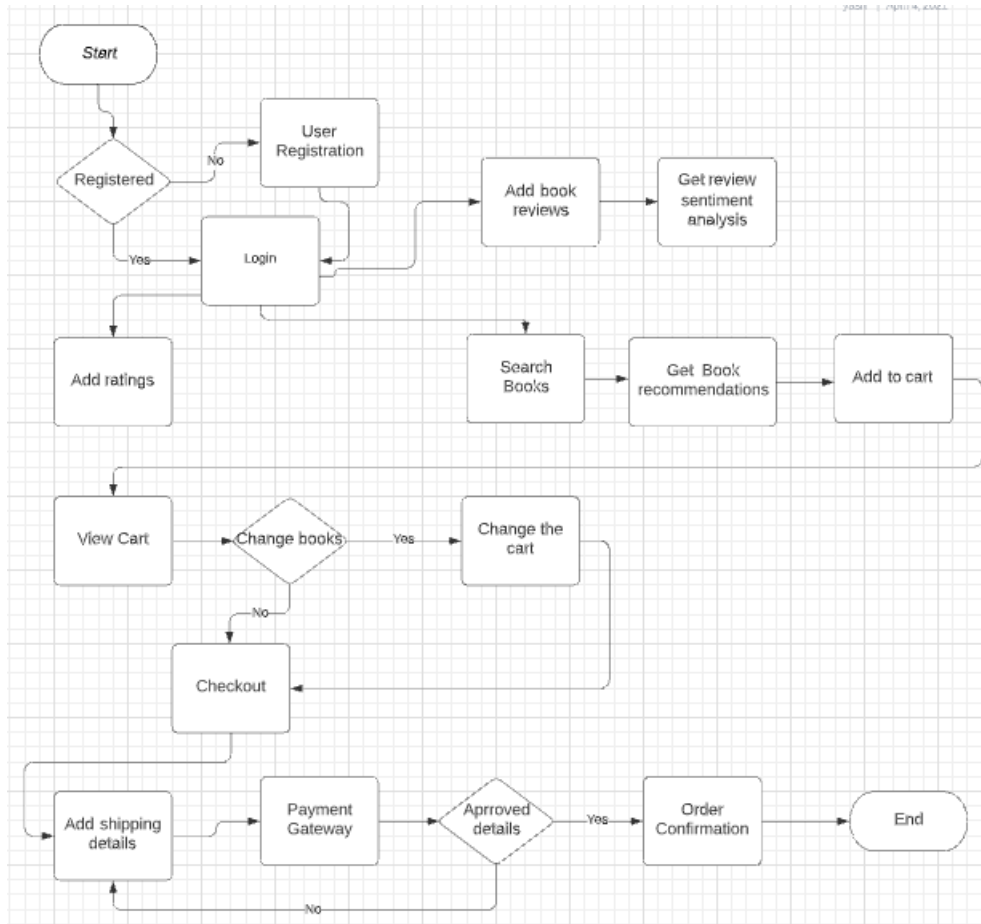 Start
No
User
Registration
Registered
Add book
reviews
Get review
sentiment
analysis
Yes
Login
Add ratings
Search
Books
Get Book
recommendations
Add to cart
View Cart
Change books
Yes
Change the
cart
No
Checkout
Add shipping
details
Payment
Gateway
Aprroved
details
Yes
Order
Confirmation
End
No